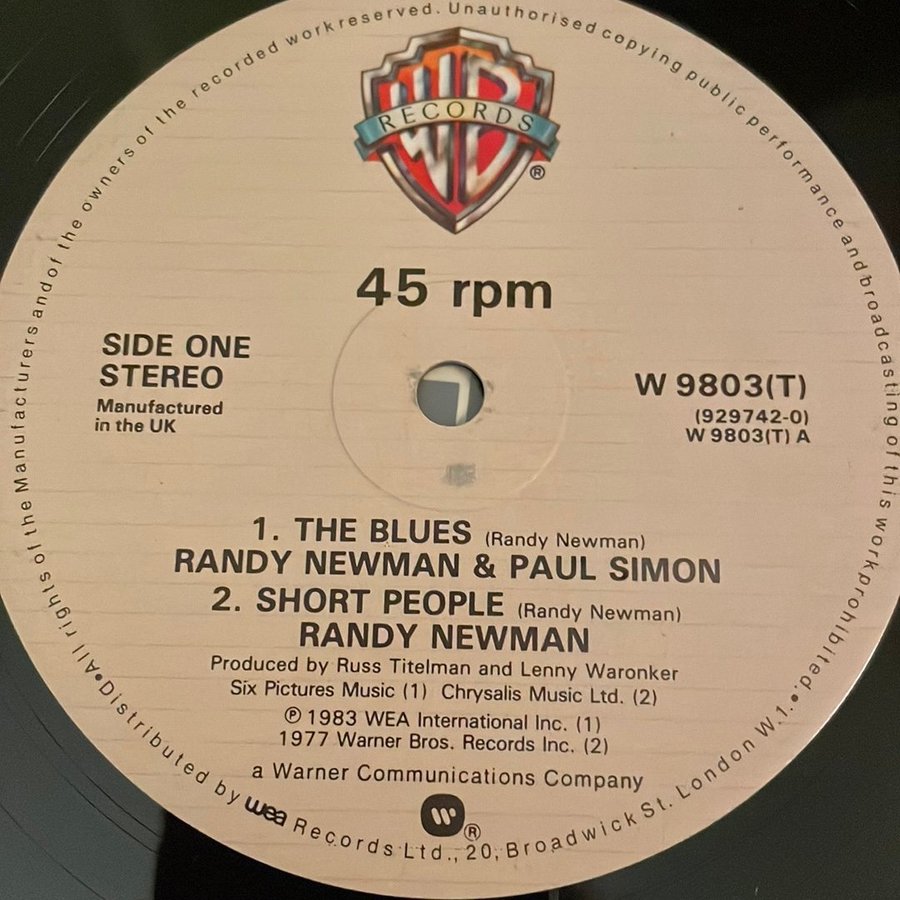 All rights of the Manufacturers and of the owners of the recorded work reserved. Unauthorised copying public performance and broadcasting of this work prohibited.
WB
RECORDS
®
45 rpm
SIDE ONE
STEREO
Manufactured
in the UK
W 9803(T)
(929742-0)
W 9803(T) A
1. THE BLUES (Randy Newman)
RANDY NEWMAN & PAUL SIMON
2. SHORT PEOPLE (Randy Newman)
RANDY NEWMAN
Produced by Russ Titelman and Lenny Waronker
Six Pictures Music (1) Chrysalis Music Ltd. (2)
℗ 1983 WEA International Inc. (1)
1977 Warner Bros. Records Inc. (2)
a Warner Communications Company
®
•Distributed by wea Records Ltd., 20, Broadwick St. London W.1.•